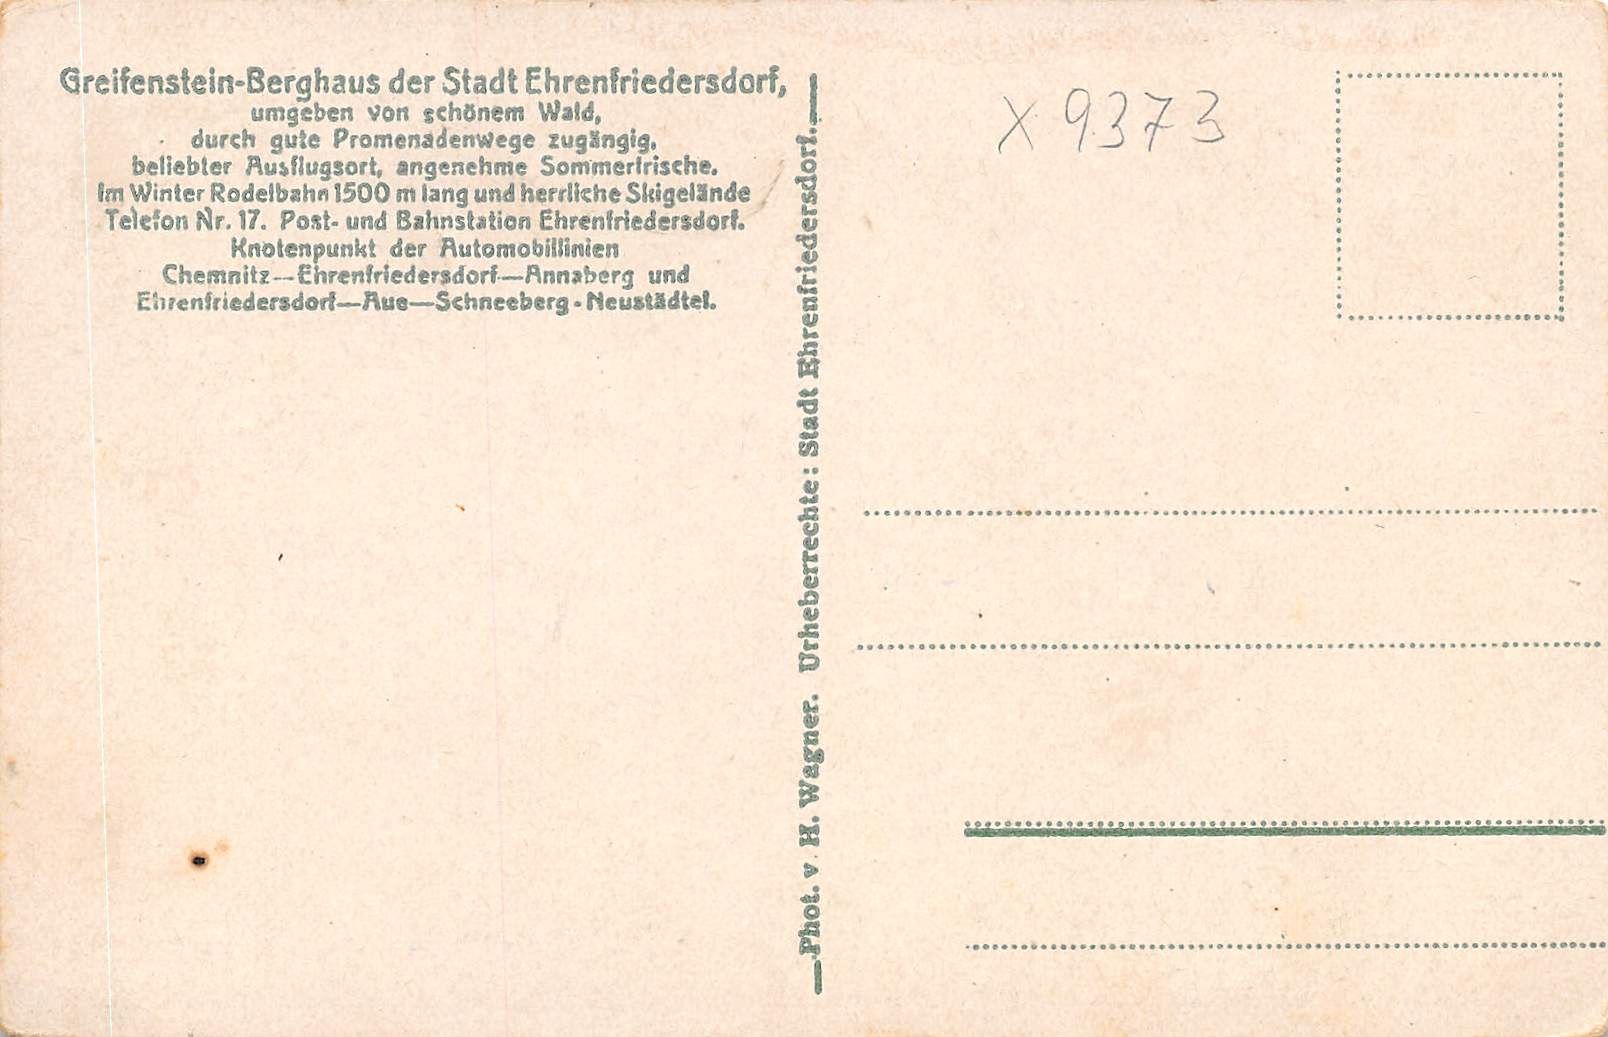 Greifenstein-Berghaus der Stadt Ehrenfriedersdorf,
umgeben von schönem Wald,
durch gute Promenadenwege zugängig,
beliebter Ausflugsort, angenehme Sommerfrische.
Im Winter Rodelbahn 1500 m lang und herrliche Skigelände
Telefon Nr. 17. Post- und Bahnstation Ehrenfriedersdorf.
Knotenpunkt der Automobillinien
Chemnitz—Ehrenfriedersdorf—Annaberg und
Ehrenfriedersdorf—Aue—Schneeberg-Neustädtel.
Phot. v. H. Wagner. Urheberrechte: Stadt Ehrenfriedersdorf.
X 9373